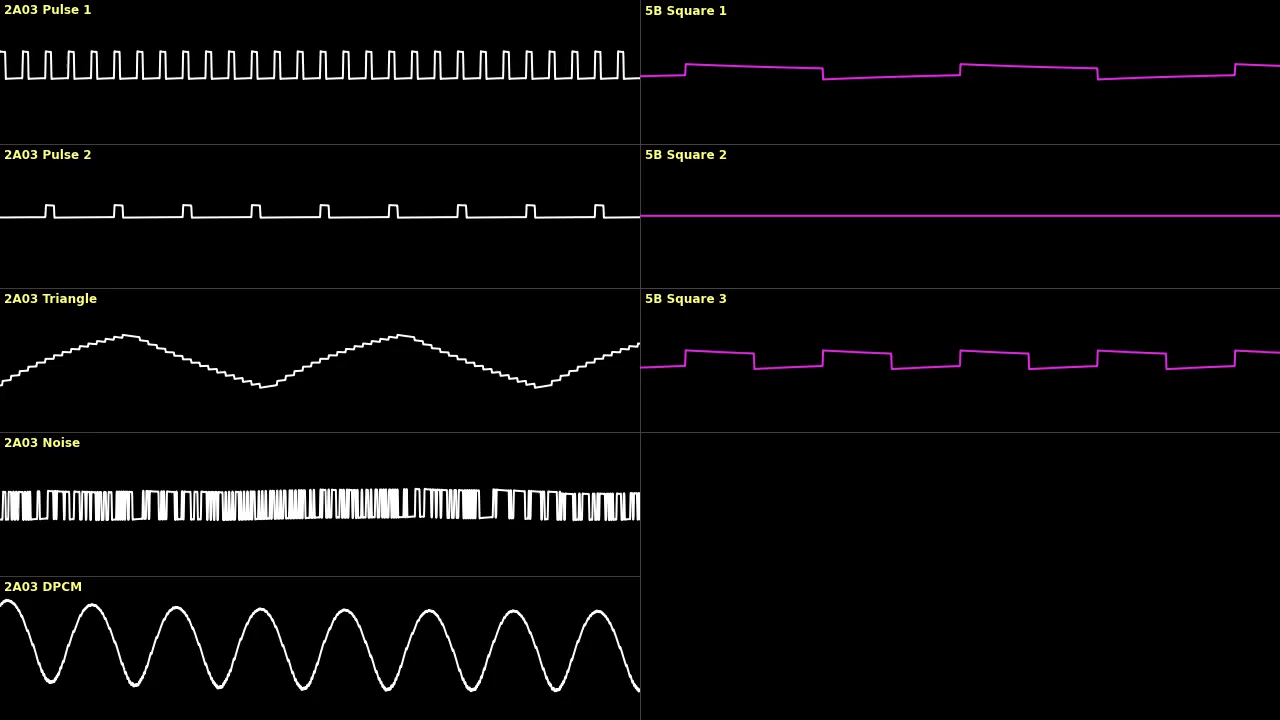 2A03 Pulse 1
2A03 Pulse 2
2A03 Triangle
2A03 Noise
2A03 DPCM
5B Square 1
5B Square 2
5B Square 3